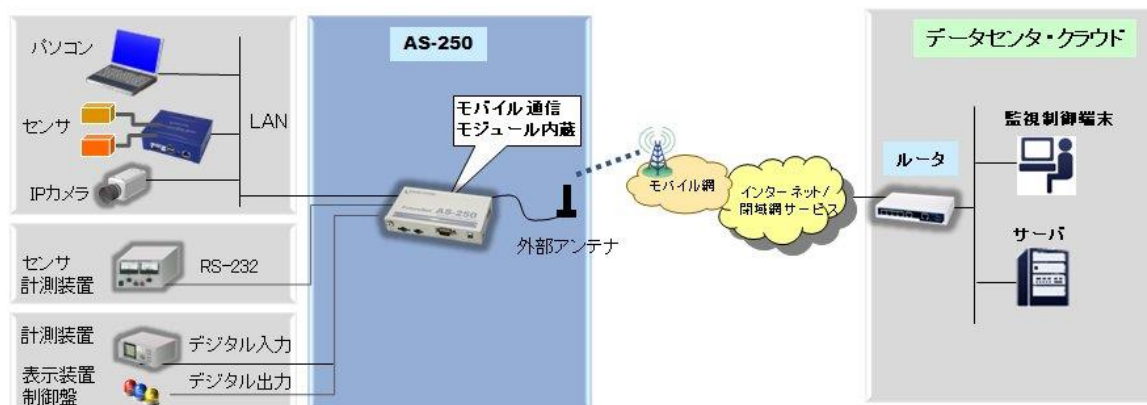 パソコン
センサ
IPカメラ
LAN
センサ
計測装置
RS-232
計測装置
デジタル入力
表示装置
制御盤
デジタル出力
AS-250
モバイル通信
モジュール内蔵
AS-250
外部アンテナ
モバイル網
インターネット/
閉域網サービス
データセンタ・クラウド
ルータ
監視制御端末
サーバ